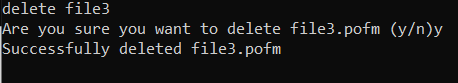 delete file3
Are you sure you want to delete file3.pofm (y/n)y
Successfully deleted file3.pofm